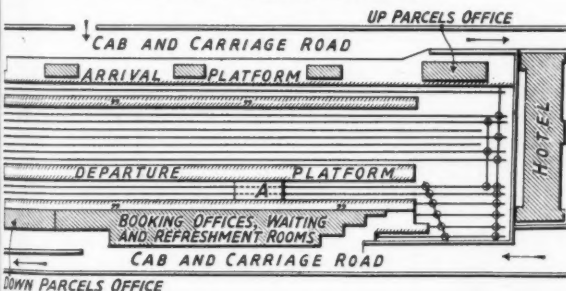 UP PARCELS OFFICE
CAB AND CARRIAGE ROAD
ARRIVAL PLATFORM
" "
HOTEL
DEPARTURE PLATFORM
A
" "
BOOKING OFFICES, WAITING
AND REFRESHMENT ROOMS
CAB AND CARRIAGE ROAD
DOWN PARCELS OFFICE